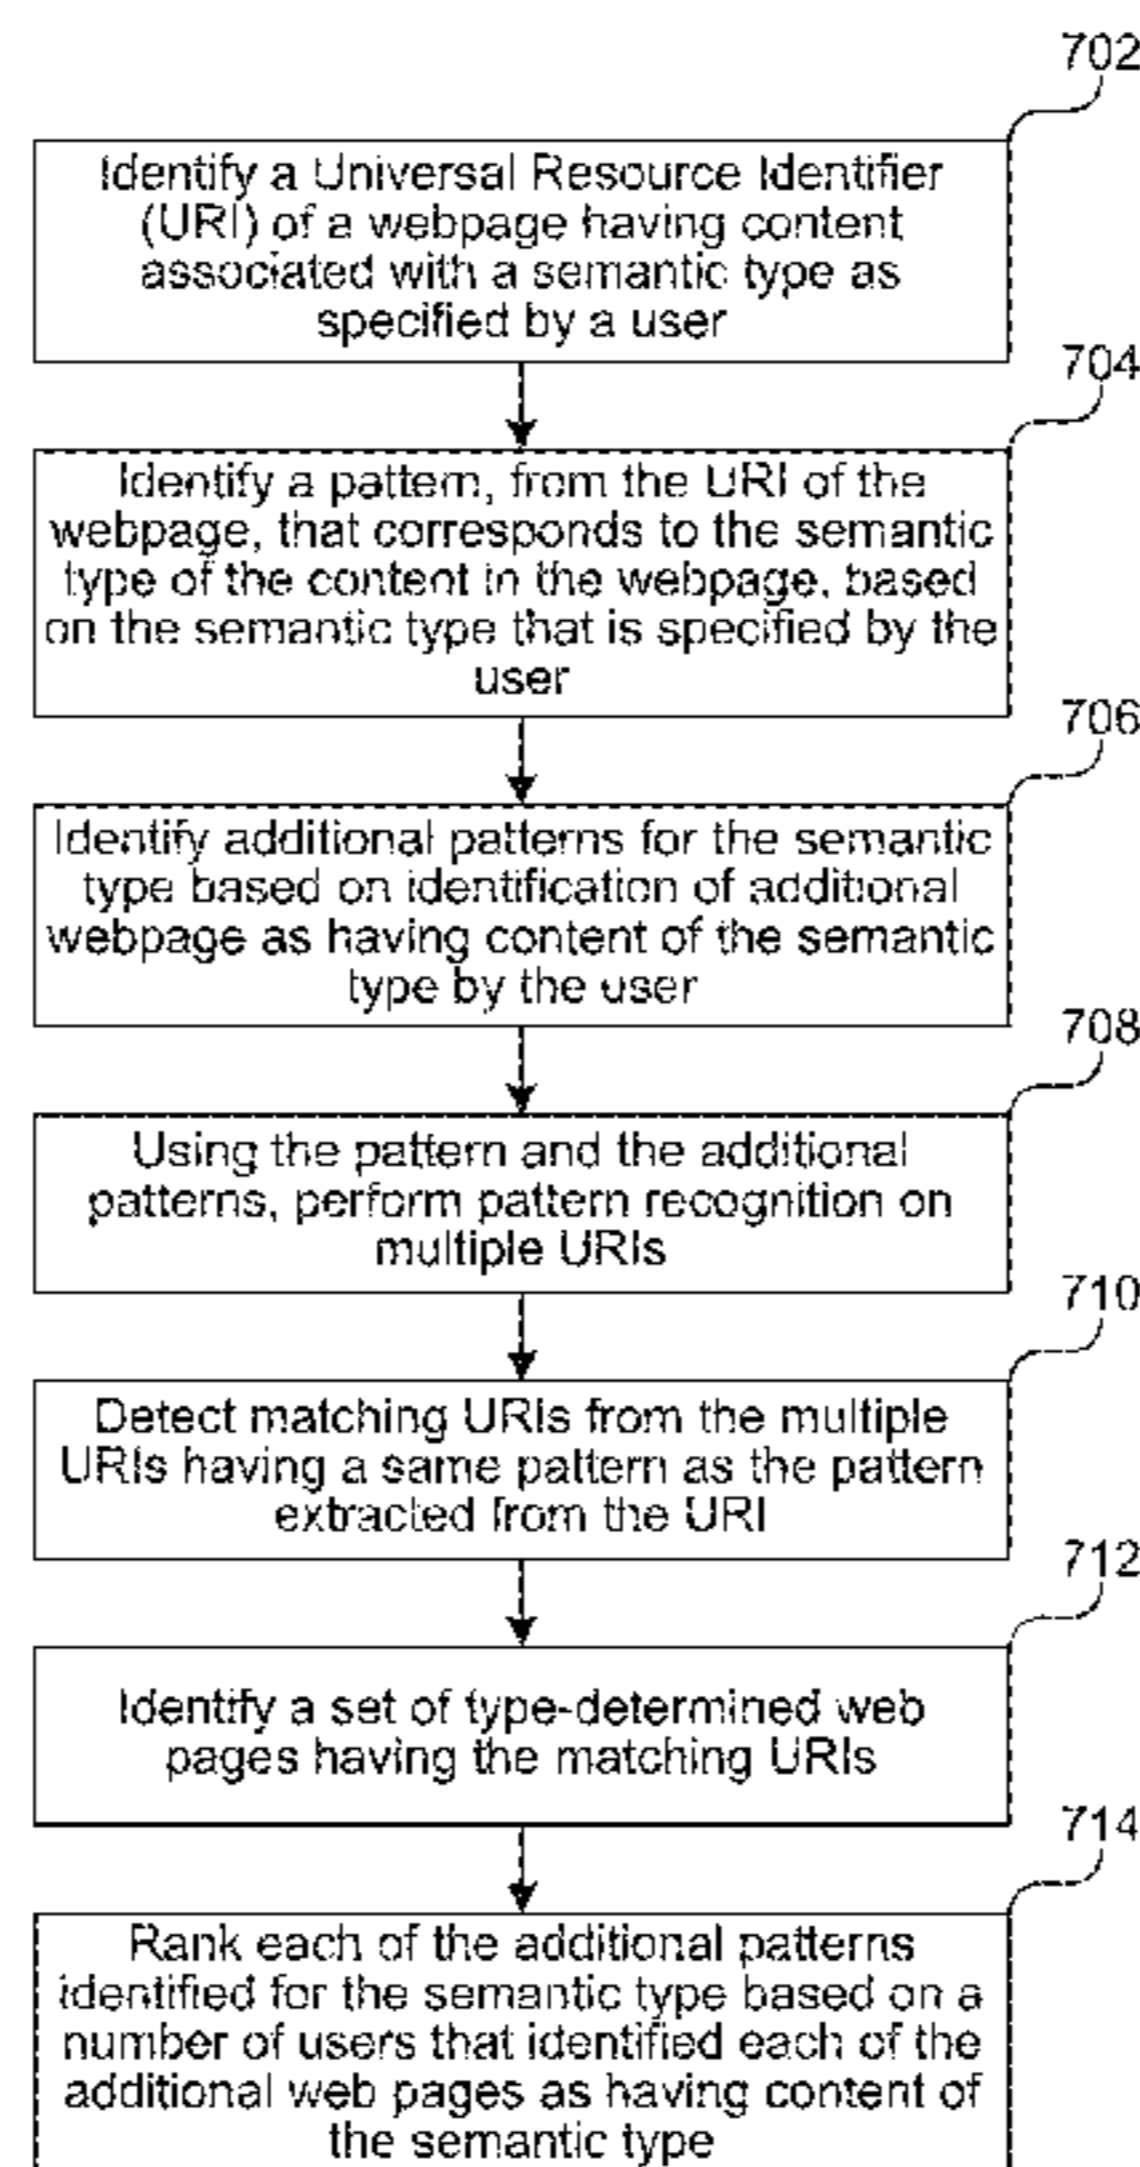 702
Identify a Universal Resource Identifier
(URI) of a webpage having content
associated with a semantic type as
specified by a user
704
Identify a pattern, from the URI of the
webpage, that corresponds to the semantic
type of the content in the webpage, based
on the semantic type that is specified by the
user
706
Identify additional patterns for the semantic
type based on identification of additional
webpage as having content of the semantic
type by the user
708
Using the pattern and the additional
patterns, perform pattern recognition on
multiple URIs
710
Detect matching URIs from the multiple
URIs having a same pattern as the pattern
extracted from the URI
712
Identify a set of type-determined web
pages having the matching URIs
714
Rank each of the additional patterns
identified for the semantic type based on a
number of users that identified each of the
additional web pages as having content of
the semantic type